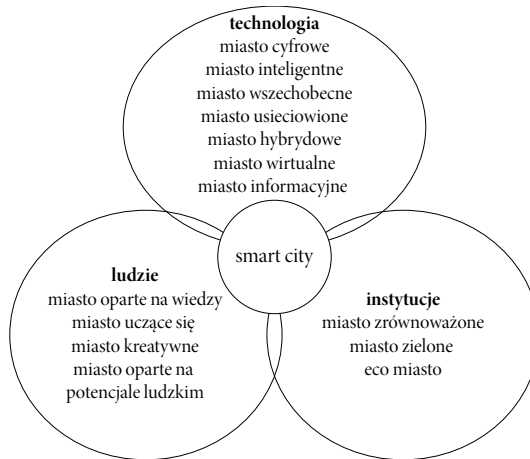 technologia
miasto cyfrowe
miasto inteligentne
miasto wszechobecne
miasto usieciowione
miasto hybrydowe
miasto wirtualne
miasto informacyjne
smart city
ludzie
miasto oparte na wiedzy
miasto uczące się
miasto kreatywne
miasto oparte na
potencjale ludzkim
instytucje
miasto zrównoważone
miasto zielone
eco miasto